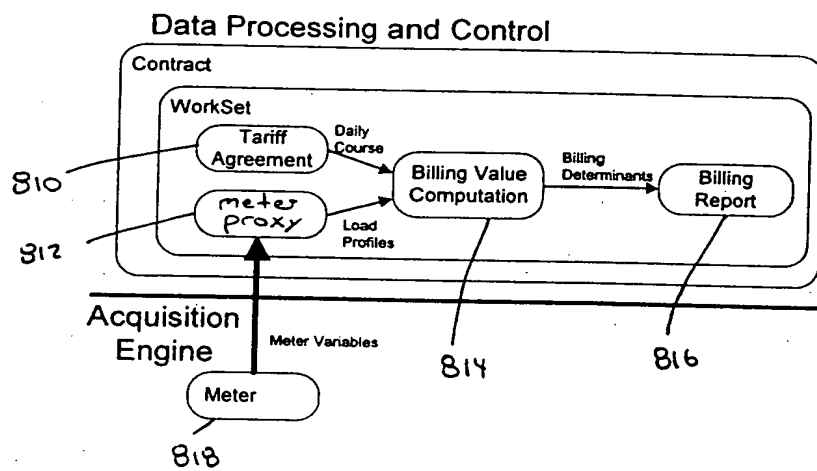 Data Processing and Control
Contract
WorkSet
Tariff
Agreement
Daily
Course
810
meter
proxy
812
Load
Profiles
Billing Value
Computation
Billing
Determinants
Billing
Report
814
816
Acquisition
Engine
Meter Variables
Meter
818